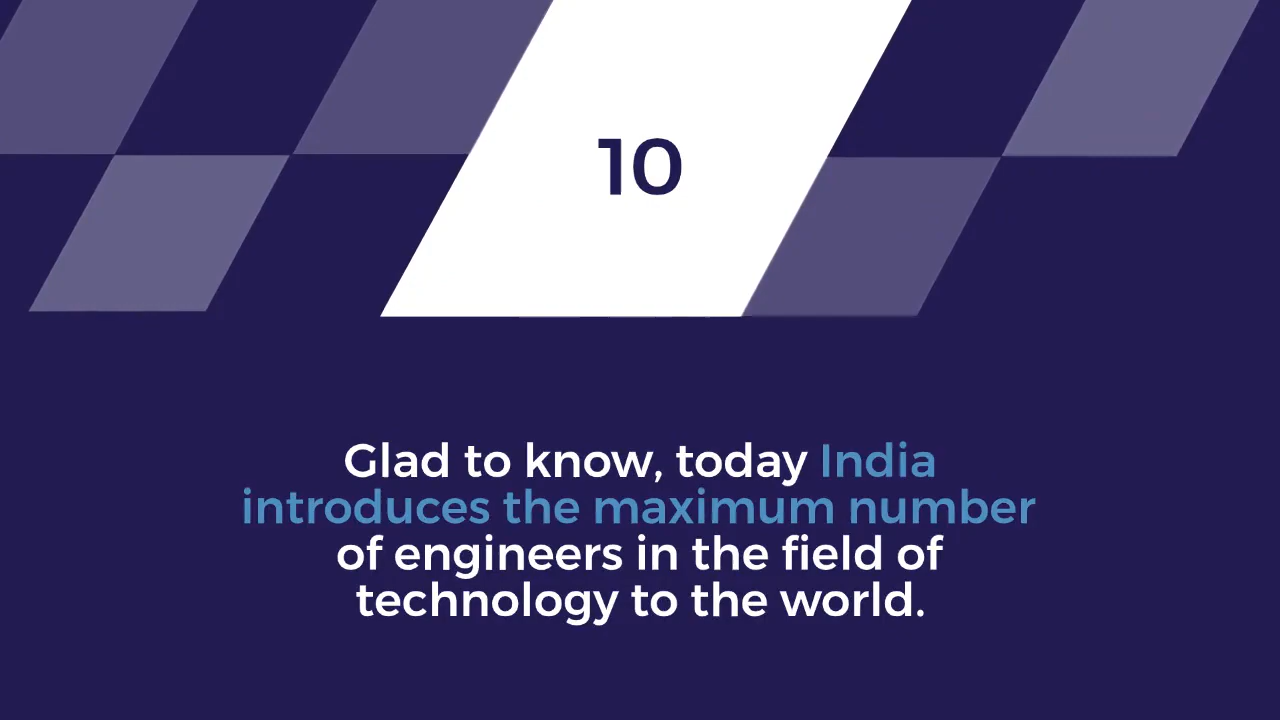 10
Glad to know, today India
introduces the maximum number
of engineers in the field of
technology to the world.